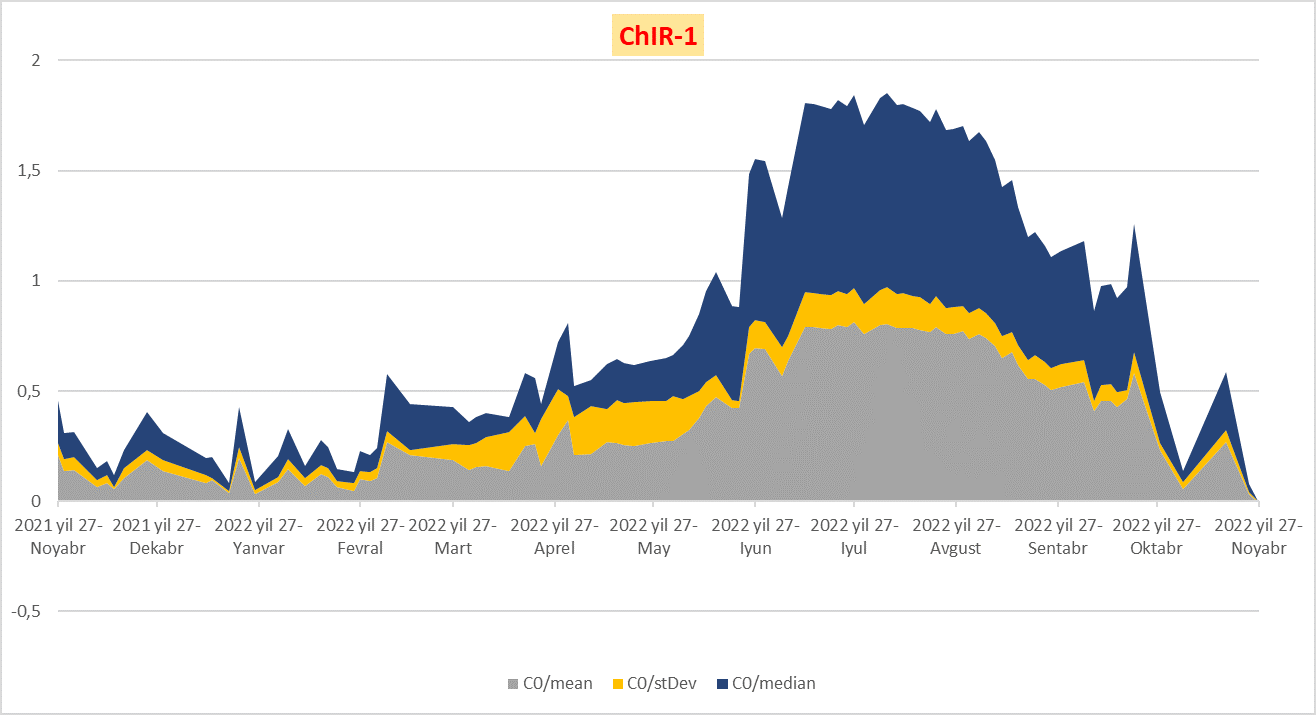 ChIR-1
2
1,5
1
0,5
0
-0,5
2021 yil 27-
Noyabr
2021 yil 27-
Dekabr
2022 yil 27-
Yanvar
2022 yil 27-
Fevral
2022 yil 27-
Mart
2022 yil 27-
Aprel
2022 yil 27-
May
2022 yil 27-
Iyun
2022 yil 27-
Iyul
2022 yil 27-
Avgust
2022 yil 27-
Sentabr
2022 yil 27-
Oktabr
2022 yil 27-
Noyabr
C0/mean
C0/stDev
C0/median